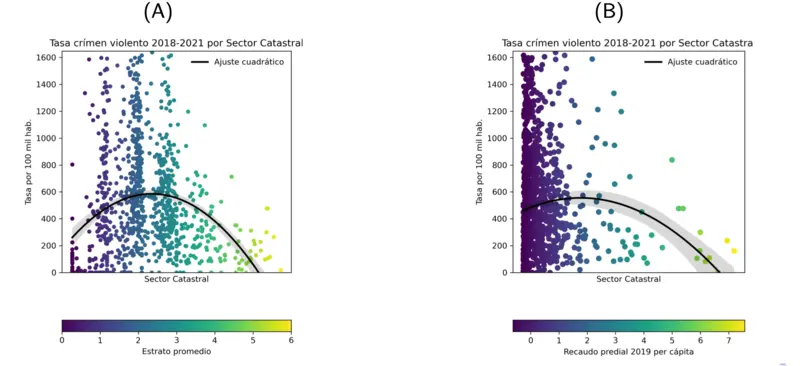 (A)
Tasa crímen violento 2018-2021 por Sector Catastral
1600
1400
1200
1000
800
600
400
200
0
Tasa por 100 mil hab.
Ajuste cuadrático
Sector Catastral
0 1 2 3 4 5 6
Estrato promedio
(B)
Tasa crímen violento 2018-2021 por Sector Catastra
1600
1400
1200
1000
800
600
400
200
0
Tasa por 100 mil hab.
Ajuste cuadrático
Sector Catastral
0 1 2 3 4 5 6 7
Recaudo predial 2019 per cápita